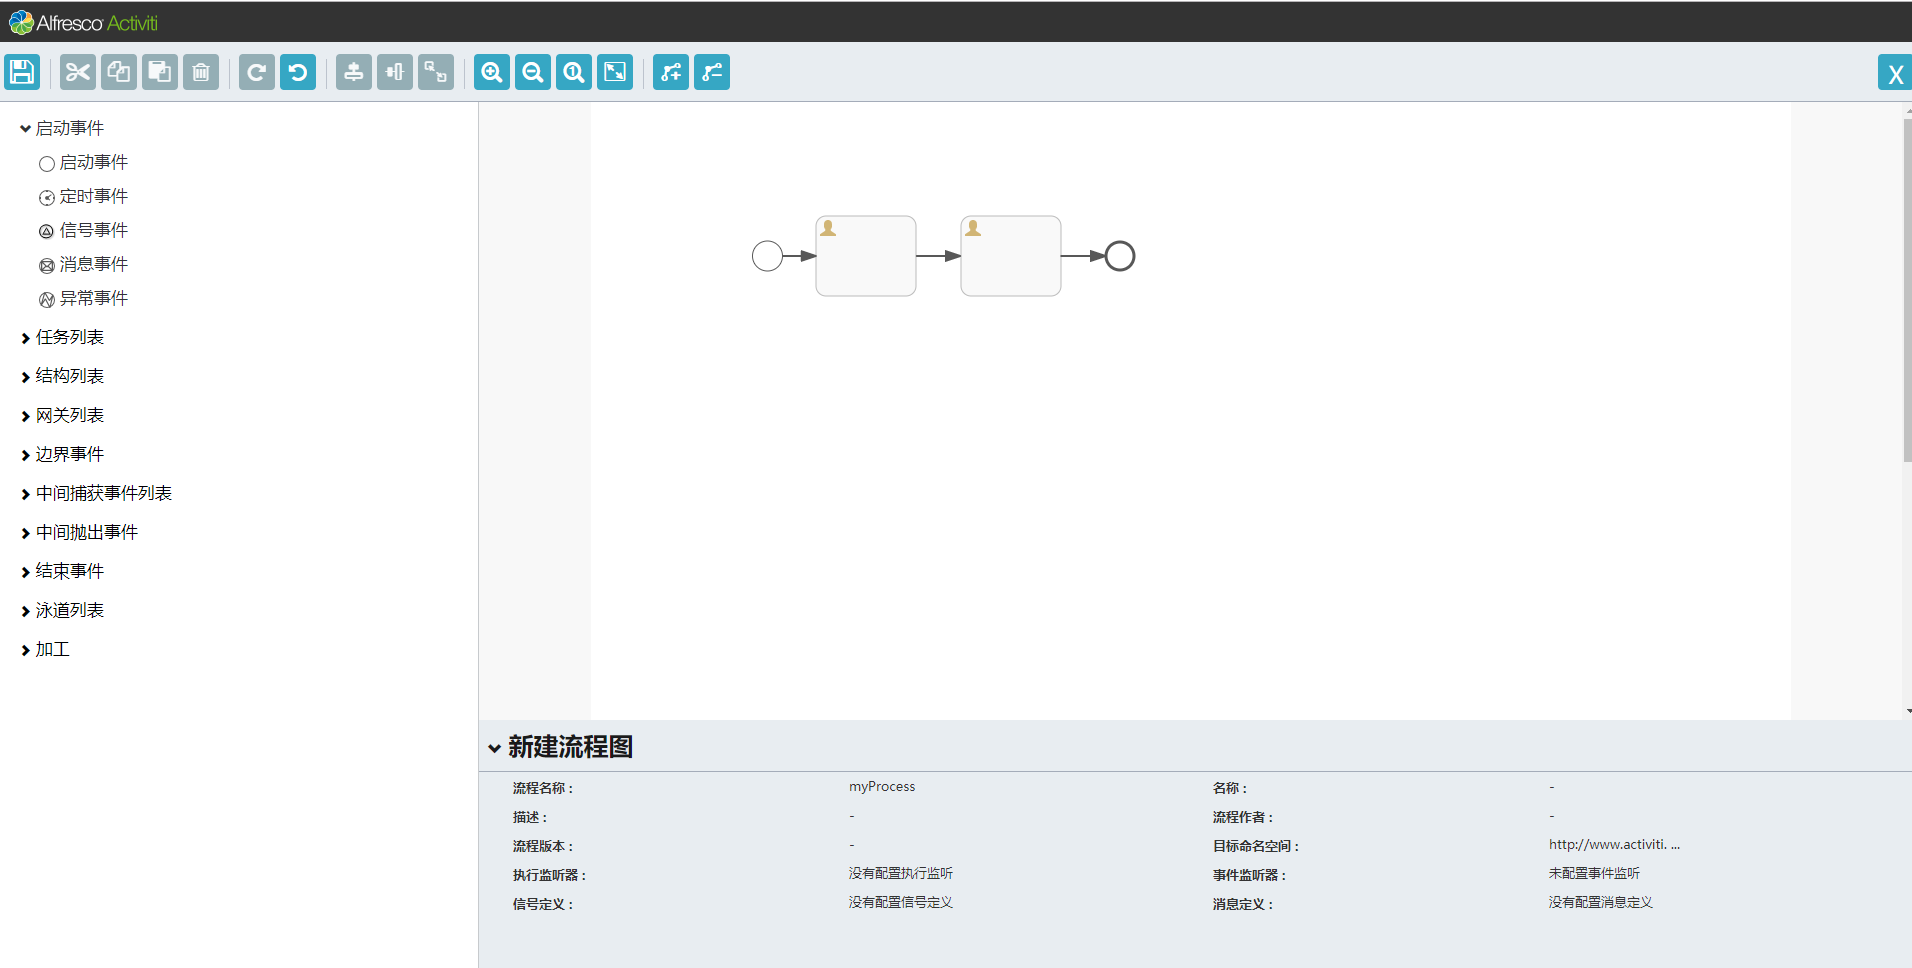 Alfresco Activiti
X
启动事件
启动事件
定时事件
信号事件
消息事件
异常事件
任务列表
结构列表
网关列表
边界事件
中间捕获事件列表
中间抛出事件
结束事件
泳道列表
加工
新建流程图
流程名称 : myProcess 名称 : -
描述 : - 流程作者 : -
流程版本 : - 目标命名空间 : http://www.activiti. ...
执行监听器 : 没有配置执行监听 事件监听器 : 未配置事件监听
信号定义 : 没有配置信号定义 消息定义 : 没有配置消息定义